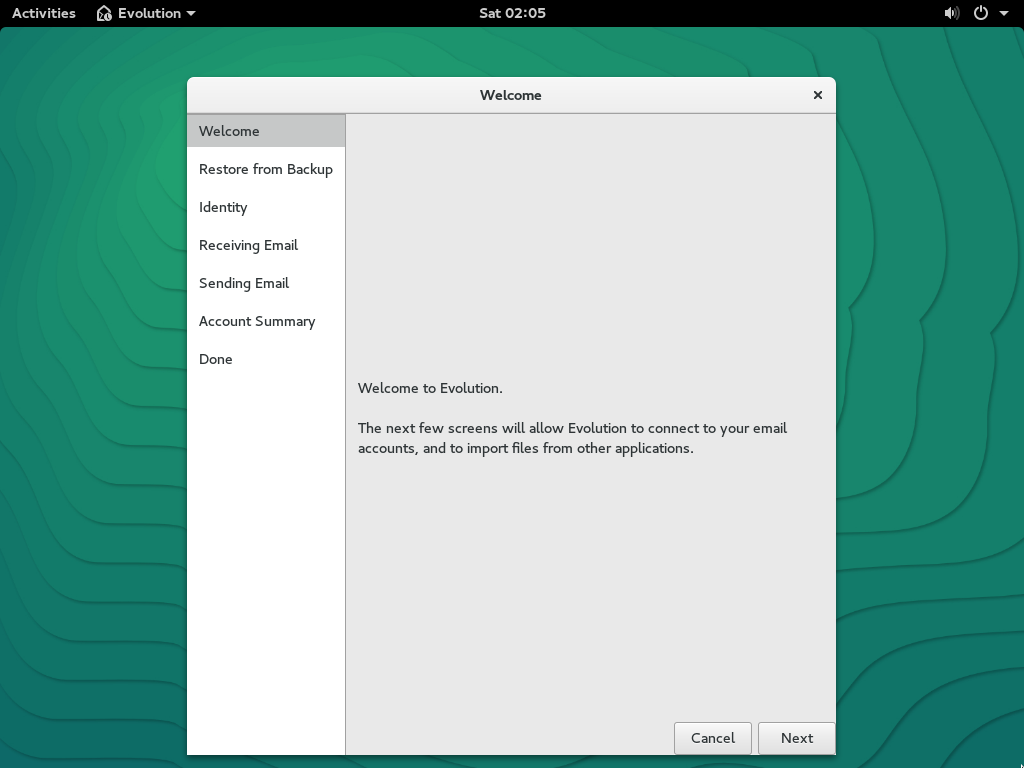 Activities Evolution Sat 02:05
Welcome
Welcome
Restore from Backup
Identity
Receiving Email
Sending Email
Account Summary
Done
Welcome to Evolution.
The next few screens will allow Evolution to connect to your email
accounts, and to import files from other applications.
Cancel Next